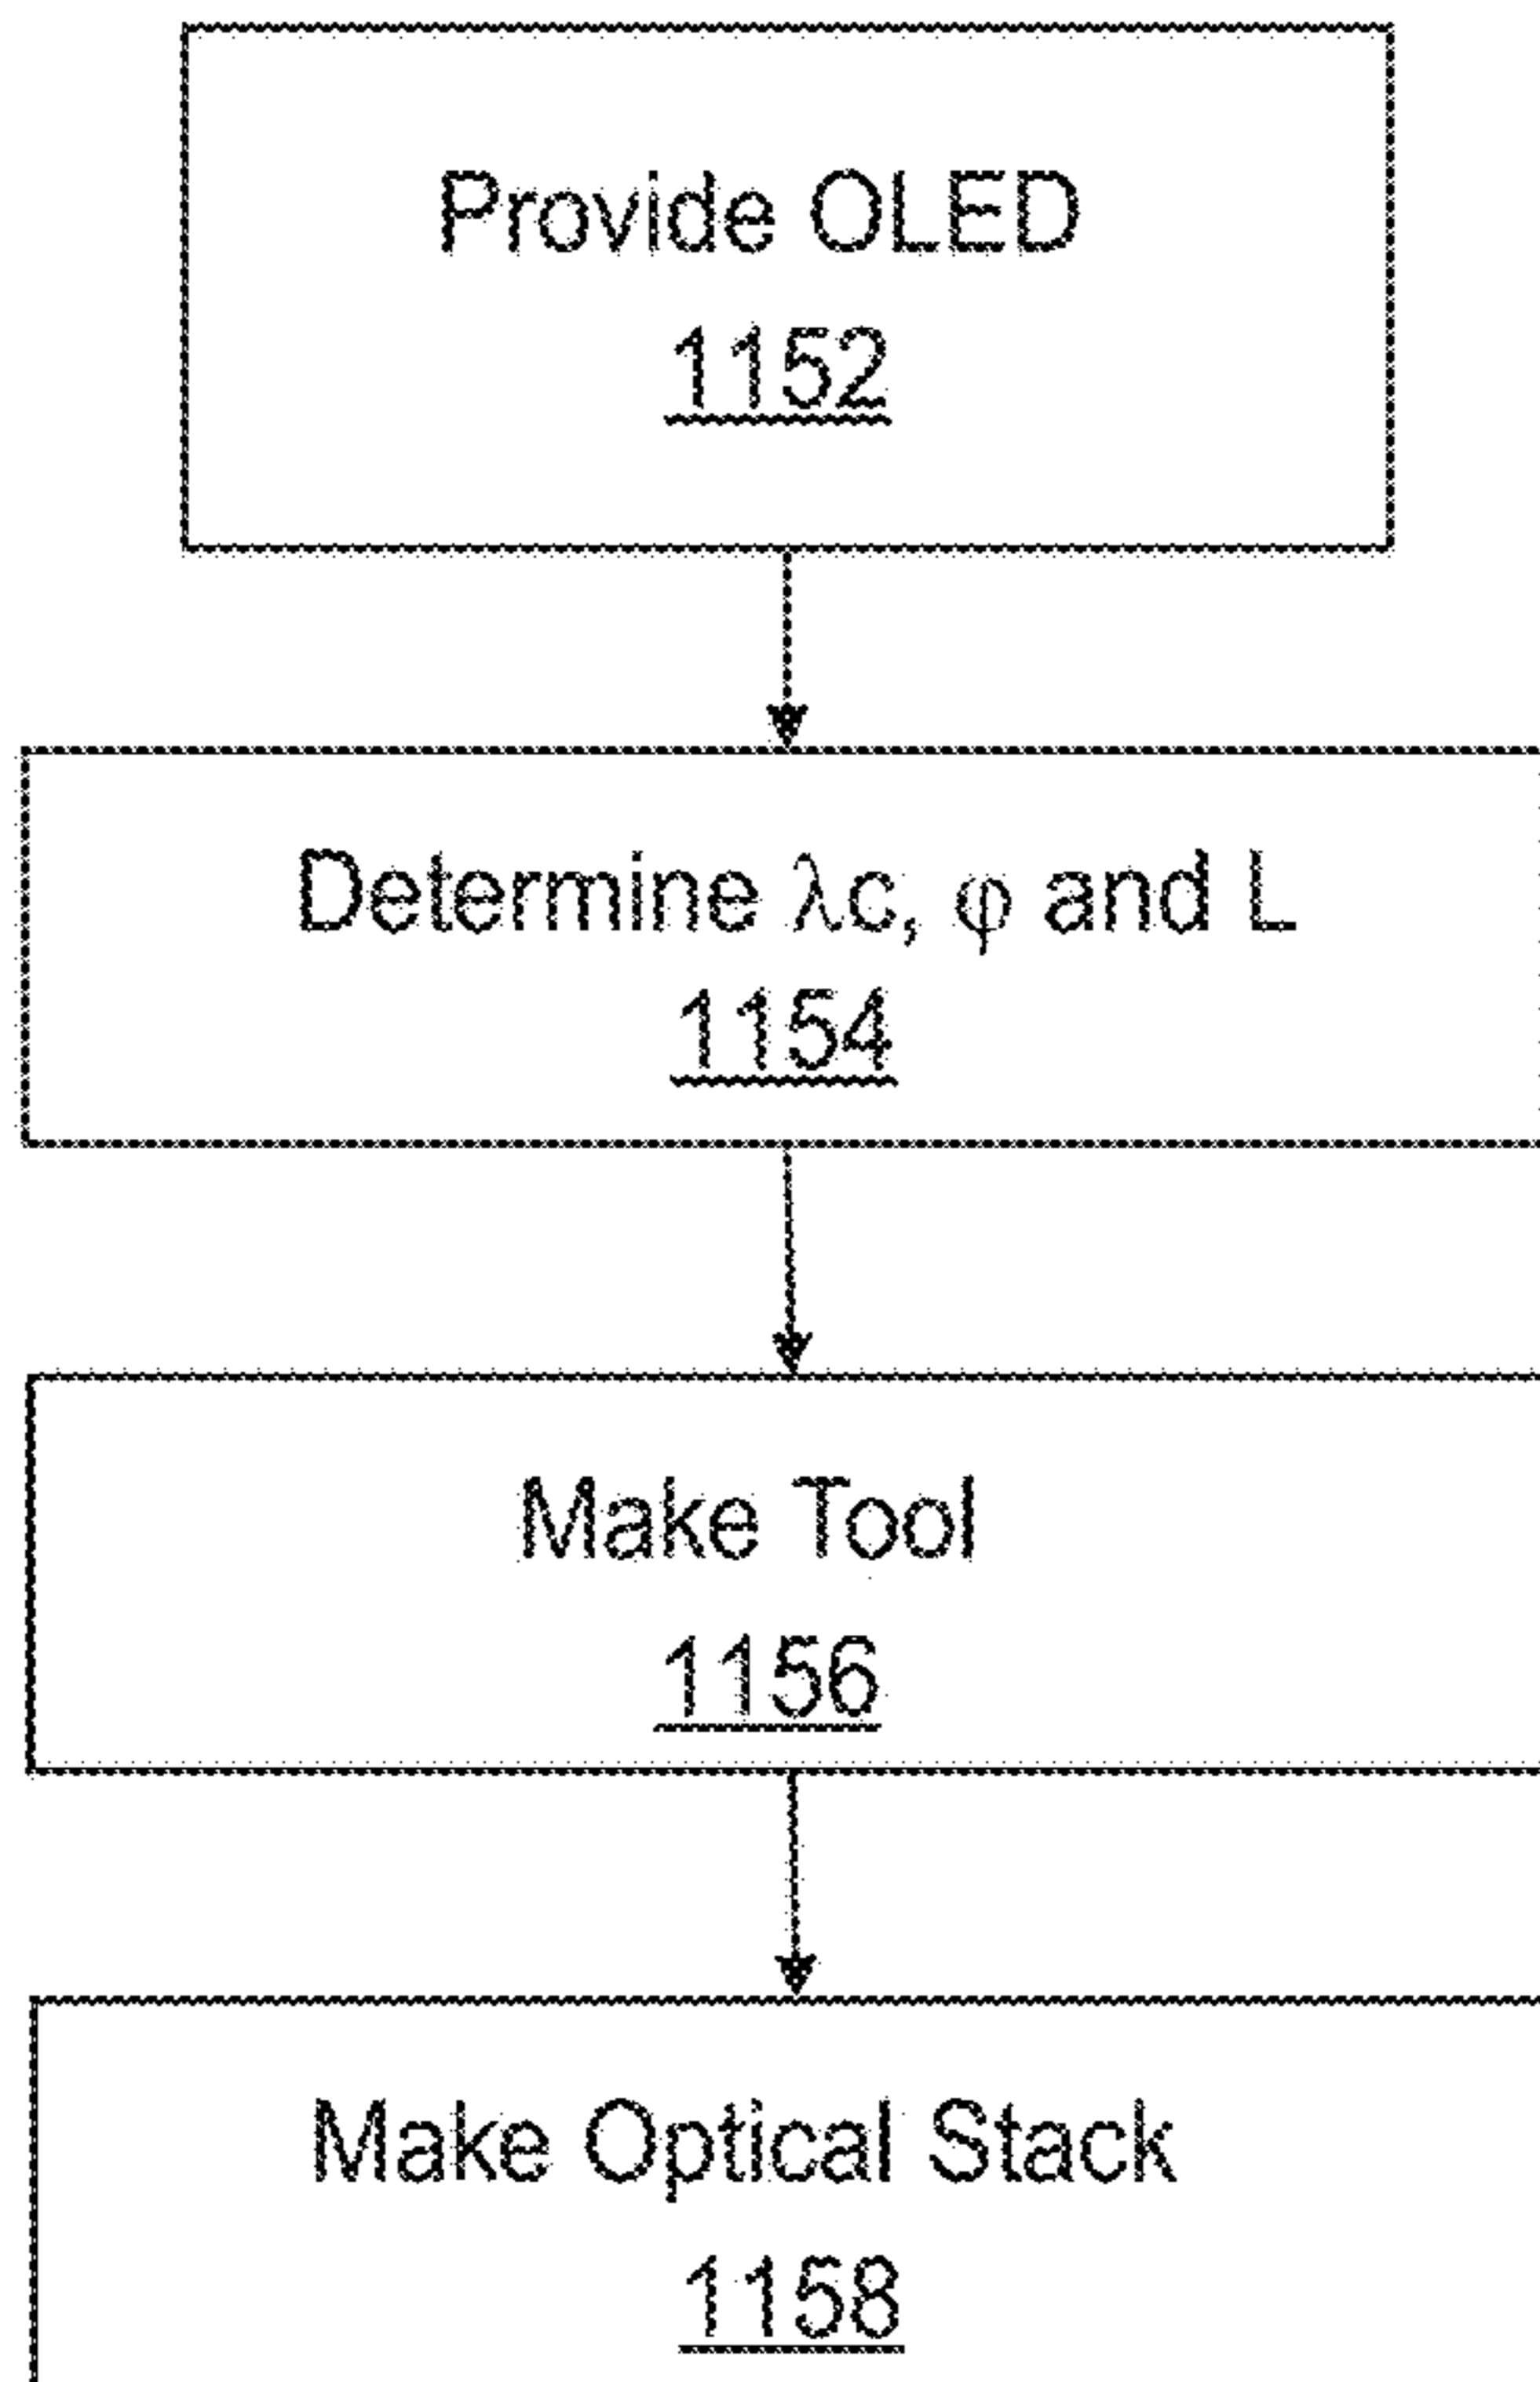 Provide OLED
1152
Determine λc, φ and L
1154
Make Tool
1156
Make Optical Stack
1158